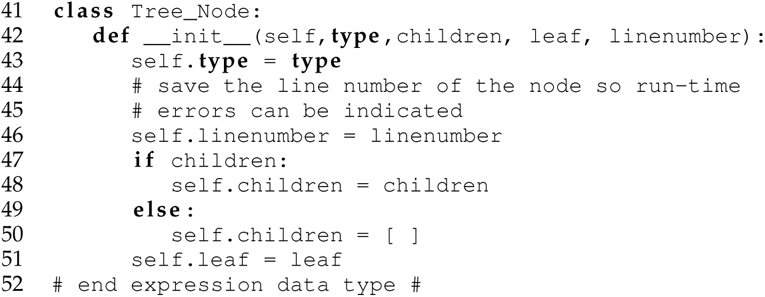 41 class Tree_Node:
42    def __init__(self,type,children, leaf, linenumber):
43       self.type = type
44       # save the line number of the node so run-time
45       # errors can be indicated
46       self.linenumber = linenumber
47       if children:
48          self.children = children
49       else:
50          self.children = [ ]
51       self.leaf = leaf
52 # end expression data type #